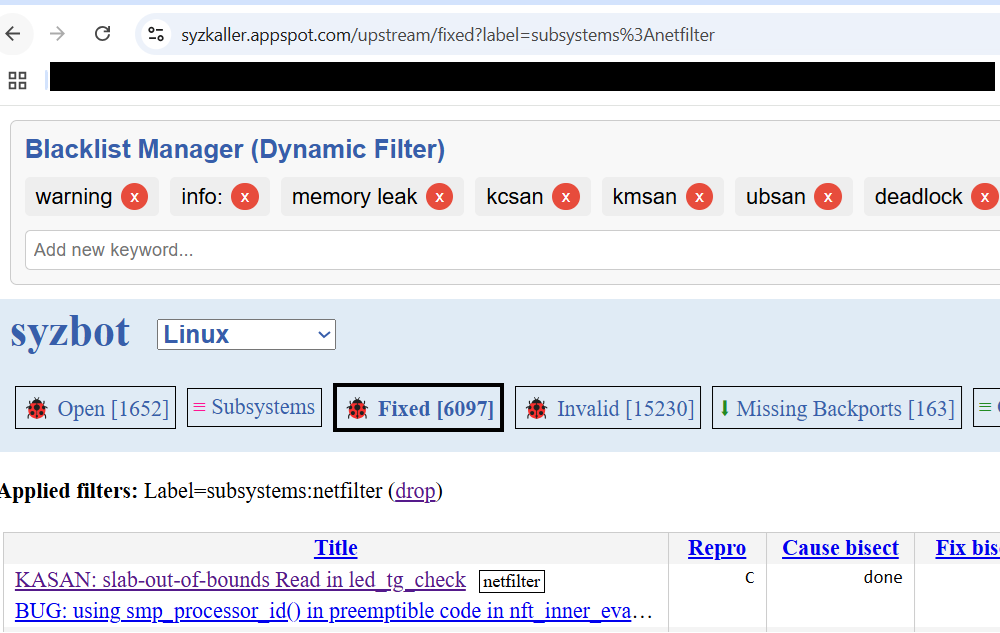 syzkaller.appspot.com/upstream/fixed?label=subsystems%3Anetfilter
Blacklist Manager (Dynamic Filter)
warning x info: x memory leak x kcsan x kmsan x ubsan x deadlock x
Add new keyword...
syzbot Linux
Open [1652] Subsystems Fixed [6097] Invalid [15230] Missing Backports [163]
Applied filters: Label=subsystems:netfilter (drop)
Title Repro Cause bisect Fix bis
KASAN: slab-out-of-bounds Read in led_tg_check netfilter C done
BUG: using smp_processor_id() in preemptible code in nft_inner_eva…